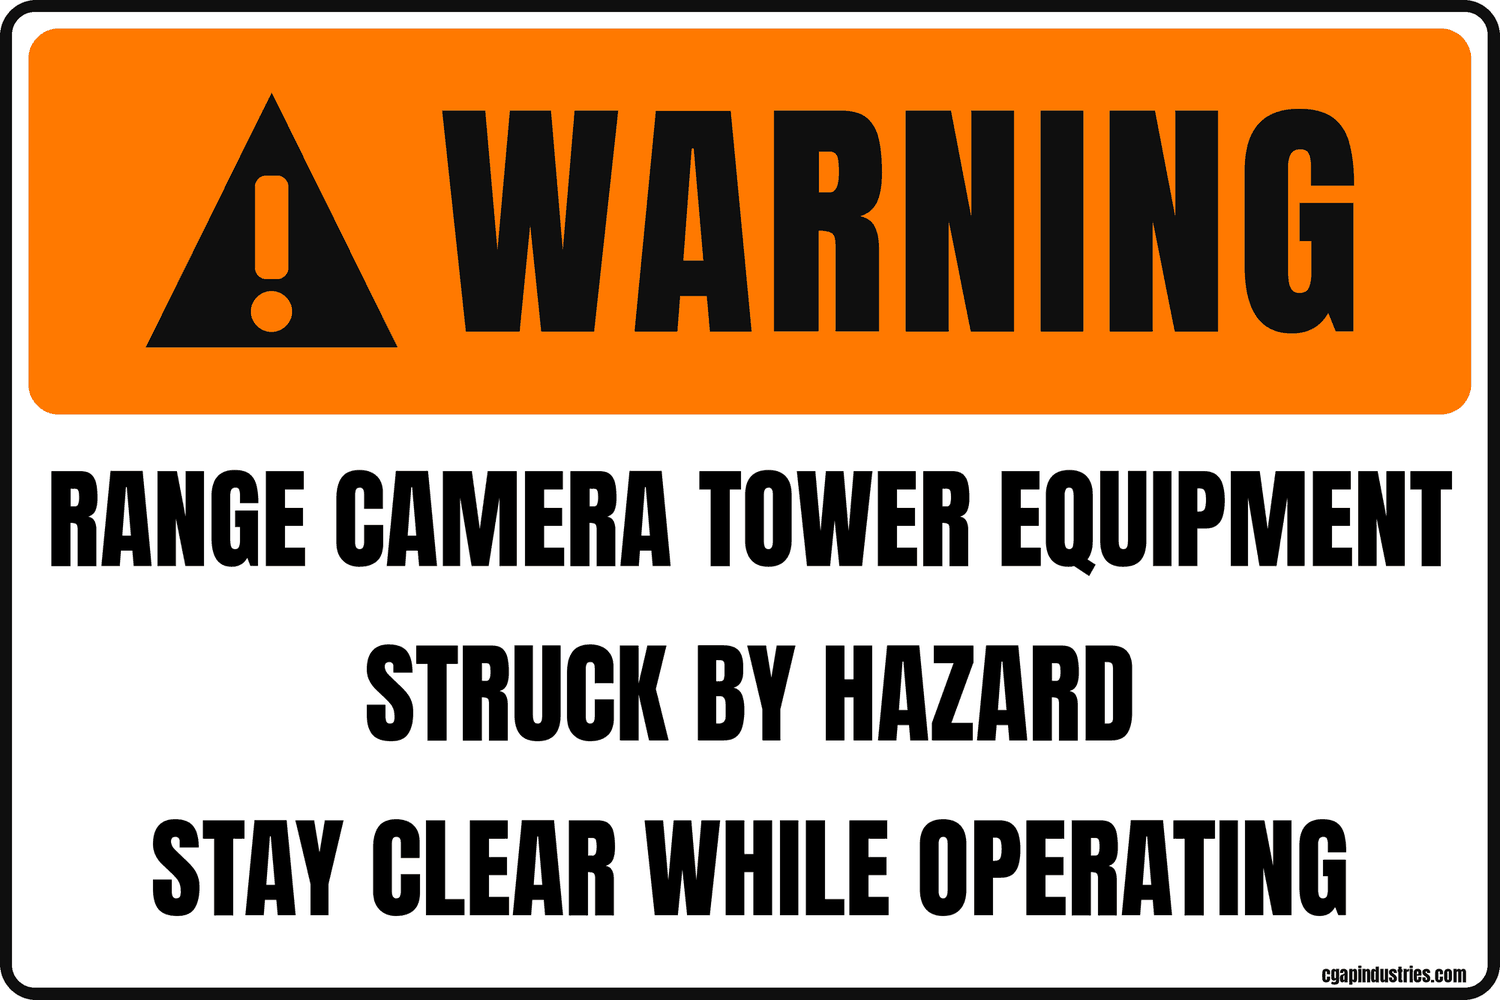 WARNING
RANGE CAMERA TOWER EQUIPMENT
STRUCK BY HAZARD
STAY CLEAR WHILE OPERATING
cgapindustries.com